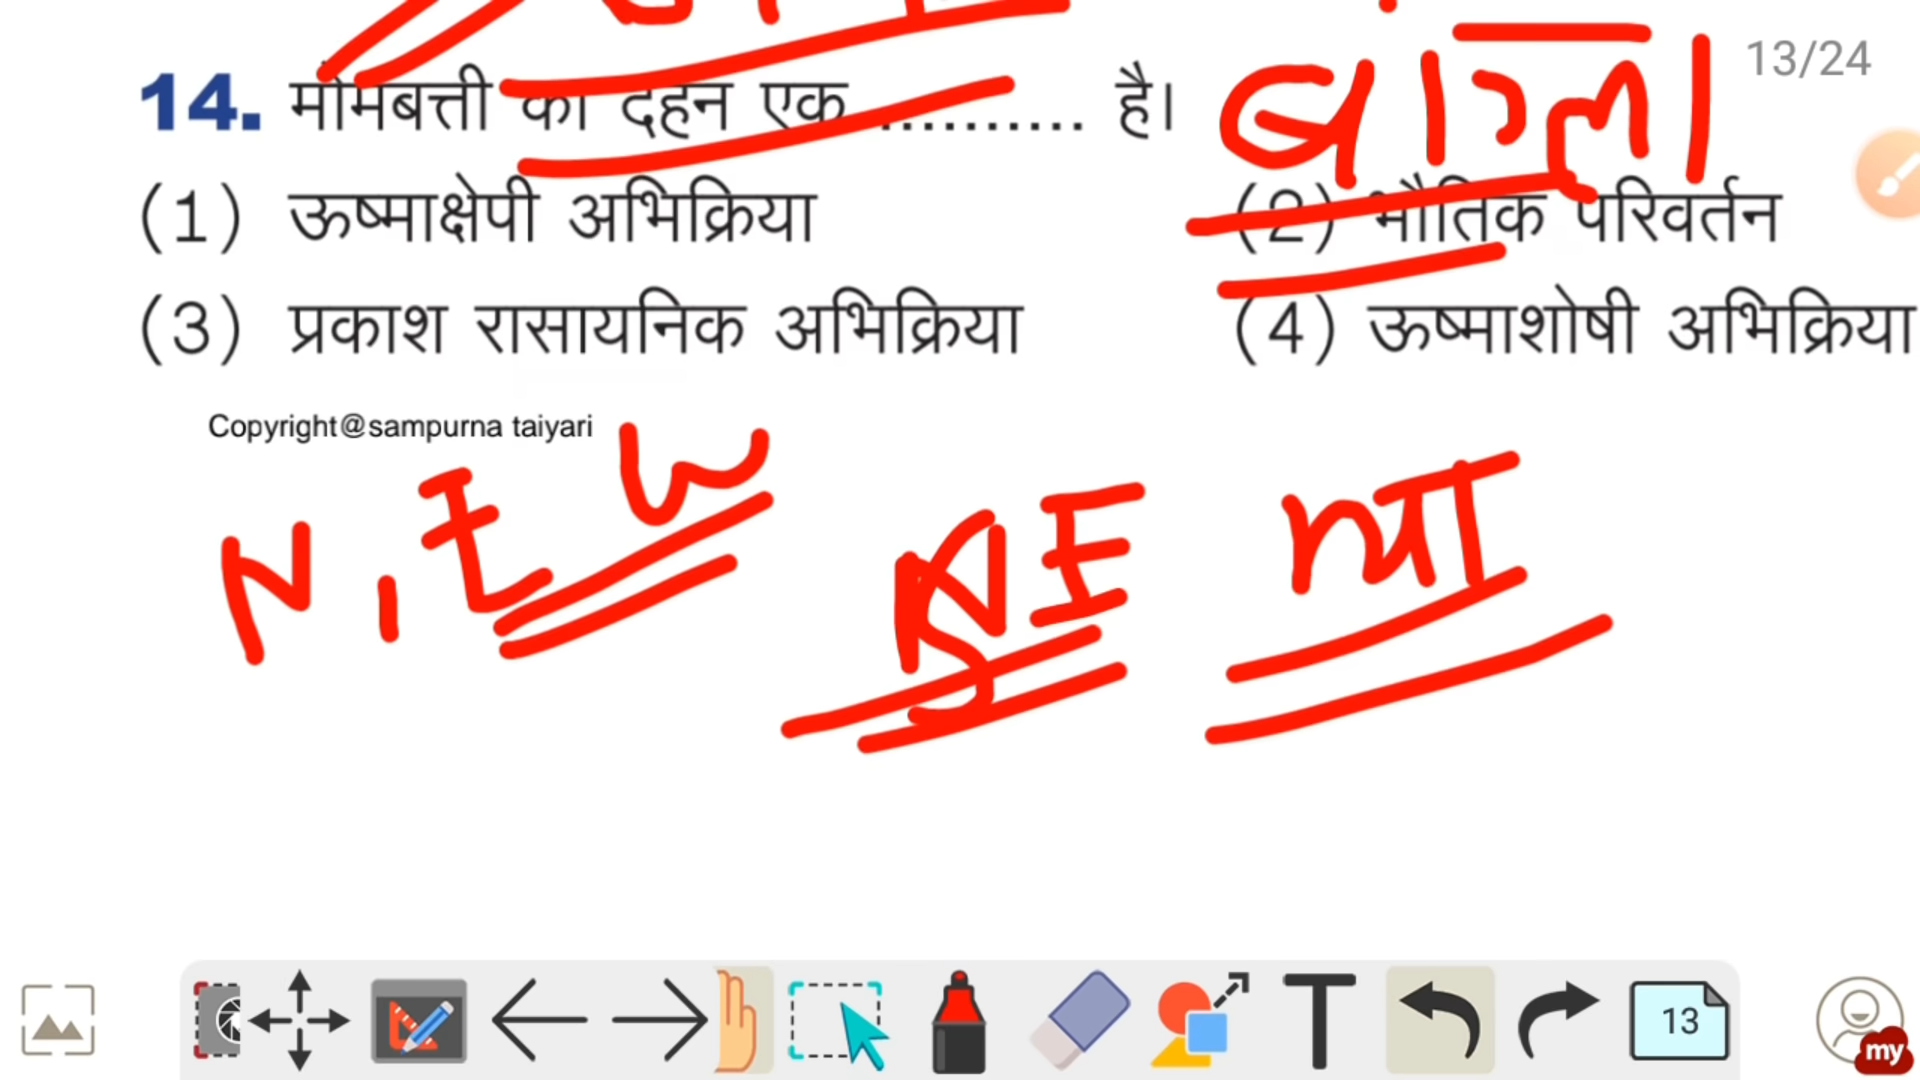 13/24
14. मोमबत्ती का दहन एक .......... है।
बांग्ला
(1) ऊष्माक्षेपी अभिक्रिया (2) भौतिक परिवर्तन
(3) प्रकाश रासायनिक अभिक्रिया (4) ऊष्माशोषी अभिक्रिया
Copyright@sampurna taiyari
N, E W
13
my